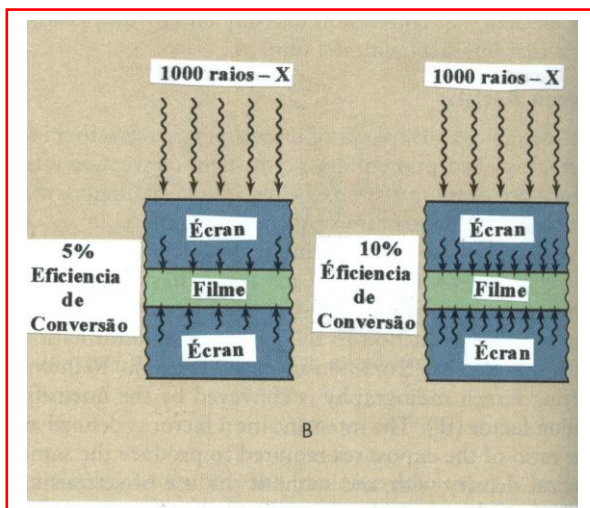 1000 raios – X
Écran
5%
Eficiencia
de
Conversão
Filme
Écran
1000 raios – X
Écran
10%
Éficiencia
de
Conversão
Filme
Écran
B